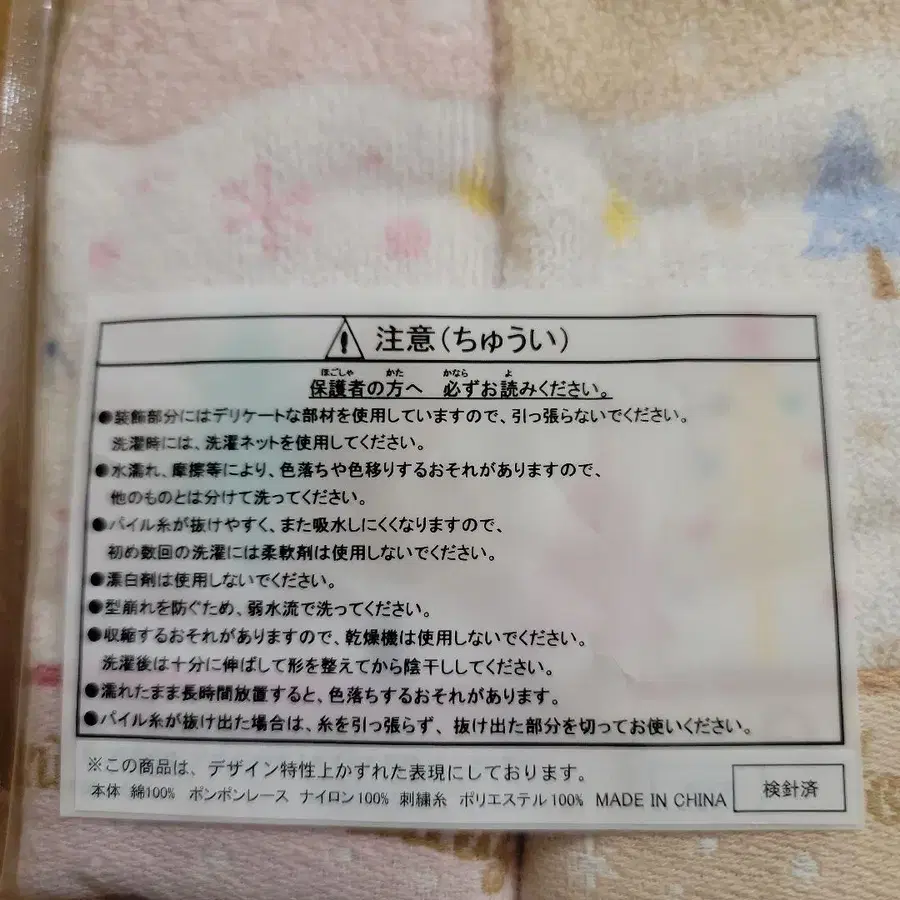 注意(ちゅうい)
保護者の方へ 必ずお読みください。
●装飾部分にはデリケートな部材を使用していますので、引っ張らないでください。
洗濯時には、洗濯ネットを使用してください。
●水濡れ、摩擦等により、色落ちや色移りするおそれがありますので、
他のものとは分けて洗ってください。
●パイル糸が抜けやすく、また吸水しにくくなりますので、
初め数回の洗濯には柔軟剤は使用しないでください。
●漂白剤は使用しないでください。
●型崩れを防ぐため、弱水流で洗ってください。
●収縮するおそれがありますので、乾燥機は使用しないでください。
洗濯後は十分に伸ばして形を整えてから陰干ししてください。
●濡れたまま長時間放置すると、色落ちするおそれがあります。
●パイル糸が抜け出た場合は、糸を引っ張らず、抜け出た部分を切ってお使いください。
※この商品は、デザイン特性上かすれた表現にしております。
本体 綿100% ポンポンレース ナイロン100% 刺繍糸 ポリエステル100% MADE IN CHINA
検針済